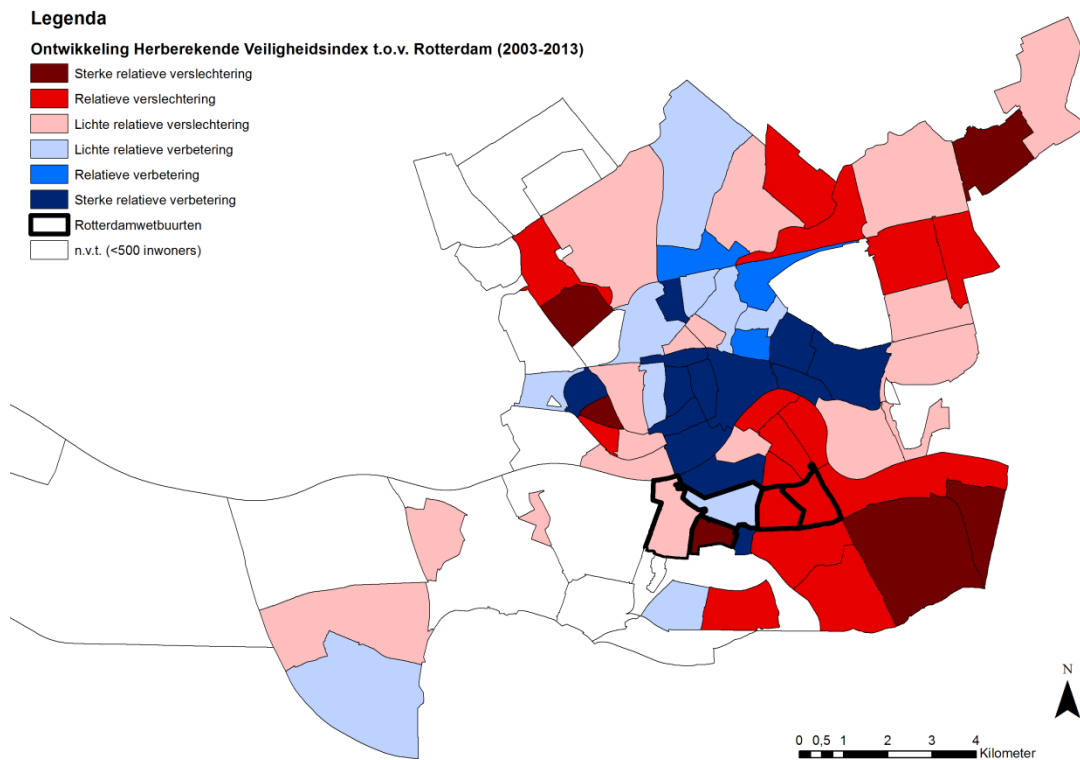 Legenda
Ontwikkeling Herberekende Veiligheidsindex t.o.v. Rotterdam (2003-2013)
Sterke relatieve verslechtering
Relatieve verslechtering
Lichte relatieve verslechtering
Lichte relatieve verbetering
Relatieve verbetering
Sterke relatieve verbetering
Rotterdamwetbuurten
n.v.t. (<500 inwoners)
N
0 0,5 1 2 3 4
Kilometer